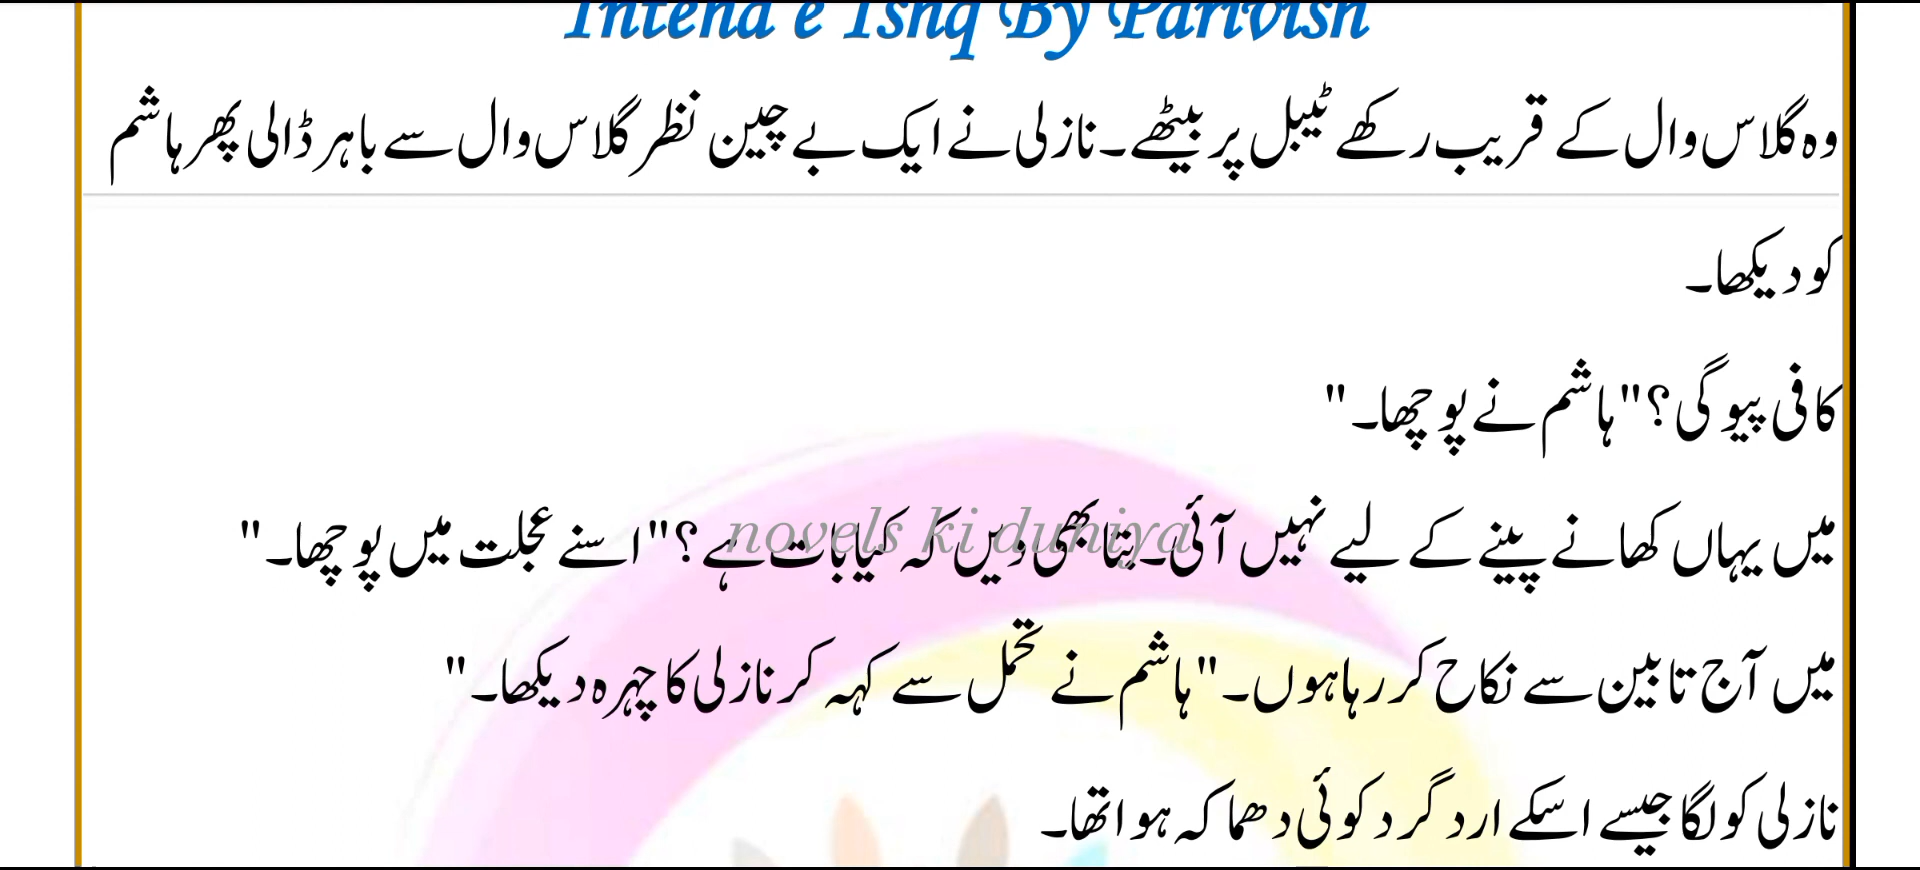 Inteha e Ishq By Parivish
وہ گلاس وال کے قریب رکھے ٹیبل پر بیٹھے۔ نازلی نے ایک بے چین نظر گلاس وال سے باہر ڈالی پھر ہاشم
کو دیکھا۔
کافی پیو گی؟"ہاشم نے پوچھا۔"
میں یہاں کھانے پینے کے لیے نہیں آئی۔ بتا بھی دیں کہ کیا بات ہے ؟"اسنے عجلت میں پوچھا۔"
novels ki duniya
میں آج تابین سے نکاح کر رہا ہوں۔"ہاشم نے تحمل سے کہہ کر نازلی کا چہرہ دیکھا۔"
نازلی کو لگا جیسے اسکے ارد گرد کوئی دھماکہ ہوا تھا۔